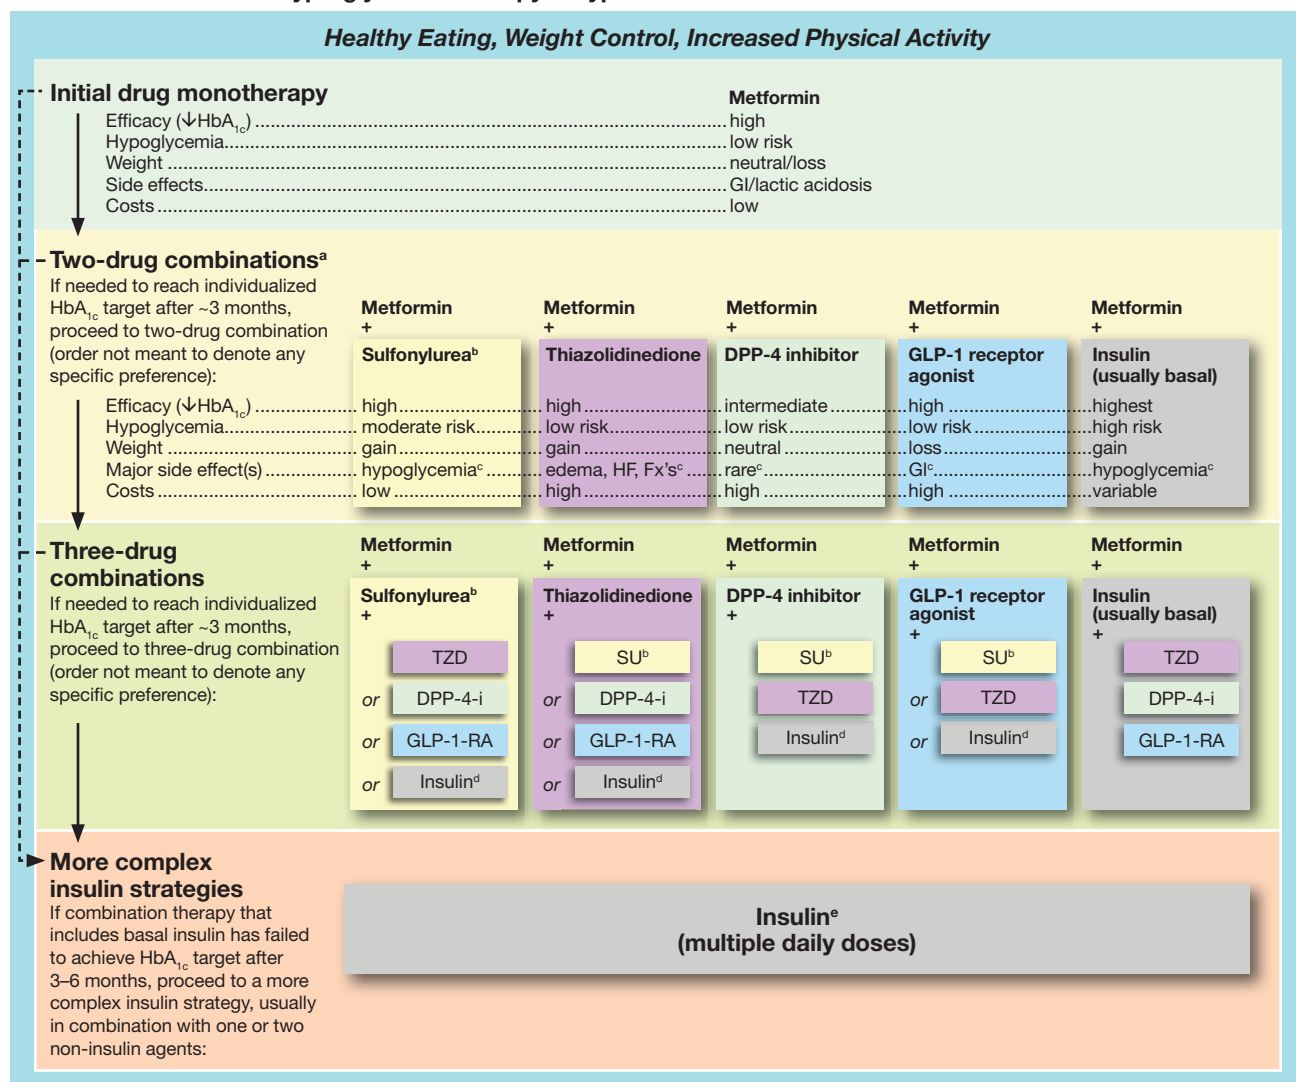 Healthy Eating, Weight Control, Increased Physical Activity
Initial drug monotherapy
Metformin
Efficacy (↓HbA1c) high
Hypoglycemia low risk
Weight neutral/loss
Side effects GI/lactic acidosis
Costs low
Two-drug combinationsᵃ
If needed to reach individualized
HbA1c target after ~3 months,
proceed to two-drug combination
(order not meant to denote any
specific preference):
Metformin Metformin Metformin Metformin Metformin
+ + + + +
Sulfonylureaᵇ Thiazolidinedione DPP-4 inhibitor GLP-1 receptor Insulin
agonist (usually basal)
Efficacy (↓HbA1c) high high intermediate high highest
Hypoglycemia moderate risk low risk low risk low risk high risk
Weight gain gain neutral loss gain
Major side effect(s) hypoglycemiaᶜ edema, HF, Fx'sᶜ rareᶜ GIᶜ hypoglycemiaᶜ
Costs low high high high variable
Three-drug
combinations
If needed to reach individualized
HbA1c target after ~3 months,
proceed to three-drug combination
(order not meant to denote any
specific preference):
Metformin Metformin Metformin Metformin Metformin
+ + + + +
Sulfonylureaᵇ Thiazolidinedione DPP-4 inhibitor GLP-1 receptor Insulin
agonist (usually basal)
+ + + + +
TZD SUᵇ SUᵇ SUᵇ TZD
or DPP-4-i or DPP-4-i TZD or TZD DPP-4-i
or GLP-1-RA or GLP-1-RA Insulinᵈ or Insulinᵈ GLP-1-RA
or Insulinᵈ or Insulinᵈ
More complex
insulin strategies
If combination therapy that
includes basal insulin has failed
to achieve HbA1c target after
3–6 months, proceed to a more
complex insulin strategy, usually
in combination with one or two
non-insulin agents:
Insulinᵉ
(multiple daily doses)